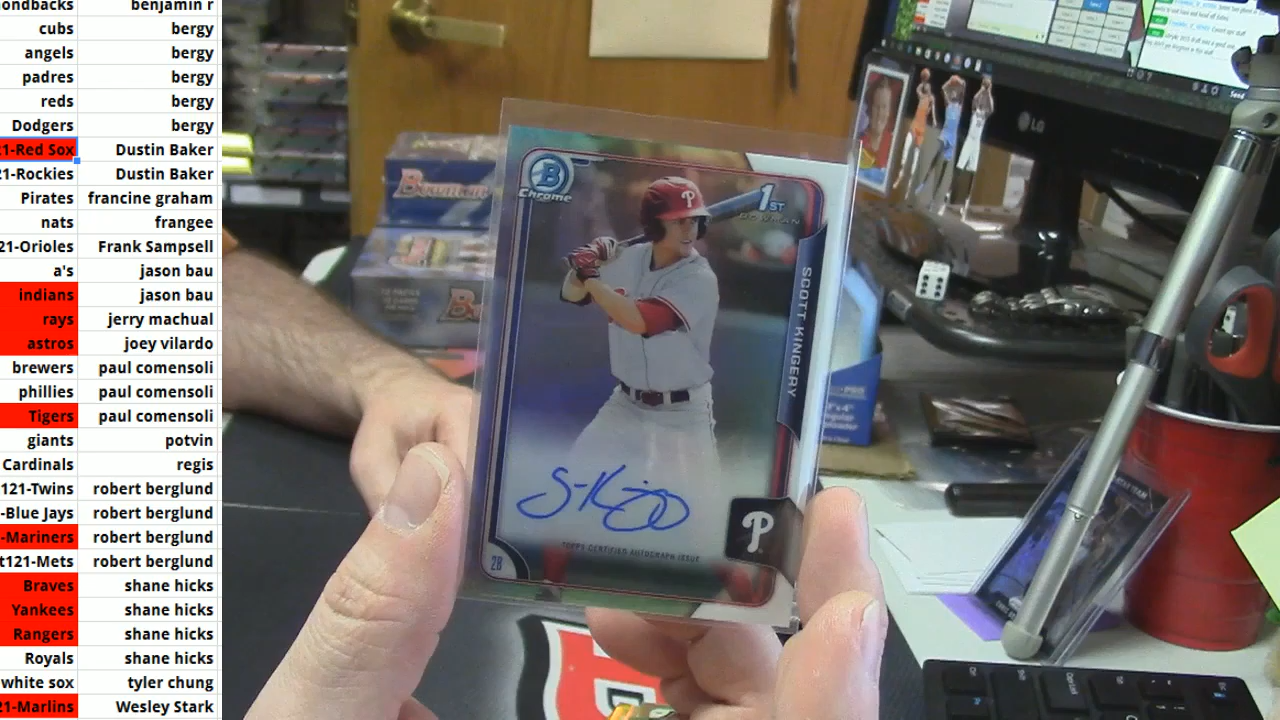 ondbacks benjamin r
cubs bergy
angels bergy
padres bergy
reds bergy
Dodgers bergy
21-Red Sox Dustin Baker
21-Rockies Dustin Baker
Pirates francine graham
nats frangee
21-Orioles Frank Sampsell
a's jason bau
indians jason bau
rays jerry machual
astros joey vilardo
brewers paul comensoli
phillies paul comensoli
Tigers paul comensoli
giants potvin
Cardinals regis
121-Twins robert berglund
-Blue Jays robert berglund
-Mariners robert berglund
t121-Mets robert berglund
Braves shane hicks
Yankees shane hicks
Rangers shane hicks
Royals shane hicks
white sox tyler chung
21-Marlins Wesley Stark
B
Chrome
1ST
BOWMAN
P
SCOTT KINGERY
P
TOPPS CERTIFIED AUTOGRAPH ISSUE
2B
Bowman
LG